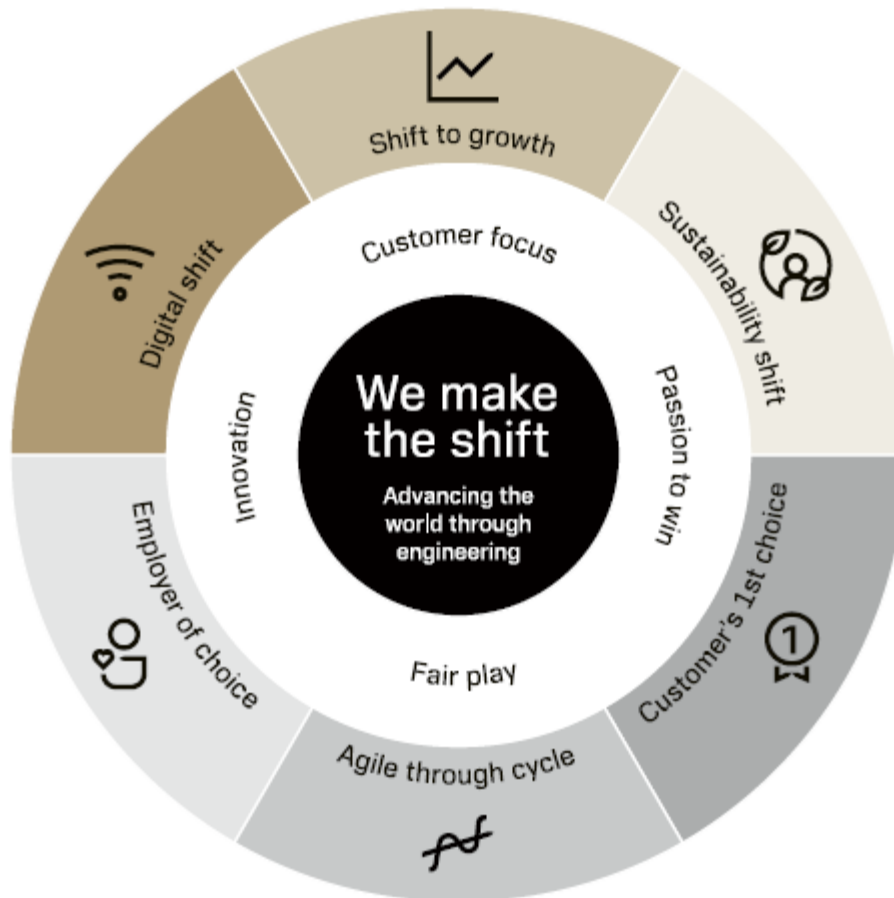 Shift to growth
Sustainability shift
Customer's 1st choice
1
Agile through cycle
Employer of choice
Digital shift
Customer focus
Passion to win
Fair play
Innovation
We make
the shift
Advancing the
world through
engineering